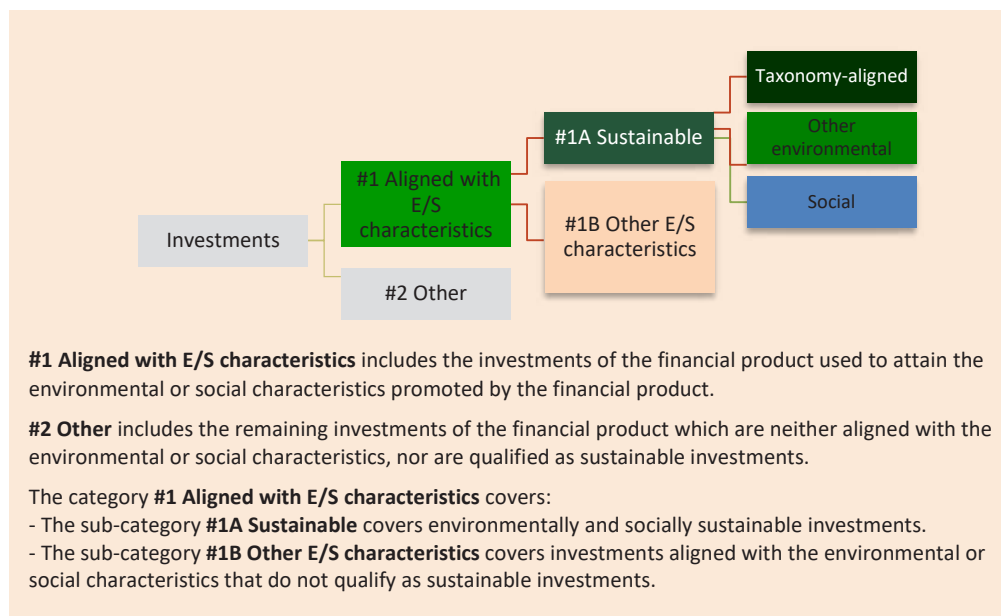 Taxonomy-aligned
#1A Sustainable
Other
environmental
#1 Aligned with
E/S
characteristics
Social
#1B Other E/S
characteristics
Investments
#2 Other
#1 Aligned with E/S characteristics includes the investments of the financial product used to attain the
environmental or social characteristics promoted by the financial product.
#2 Other includes the remaining investments of the financial product which are neither aligned with the
environmental or social characteristics, nor are qualified as sustainable investments.
The category #1 Aligned with E/S characteristics covers:
- The sub-category #1A Sustainable covers environmentally and socially sustainable investments.
- The sub-category #1B Other E/S characteristics covers investments aligned with the environmental or
social characteristics that do not qualify as sustainable investments.